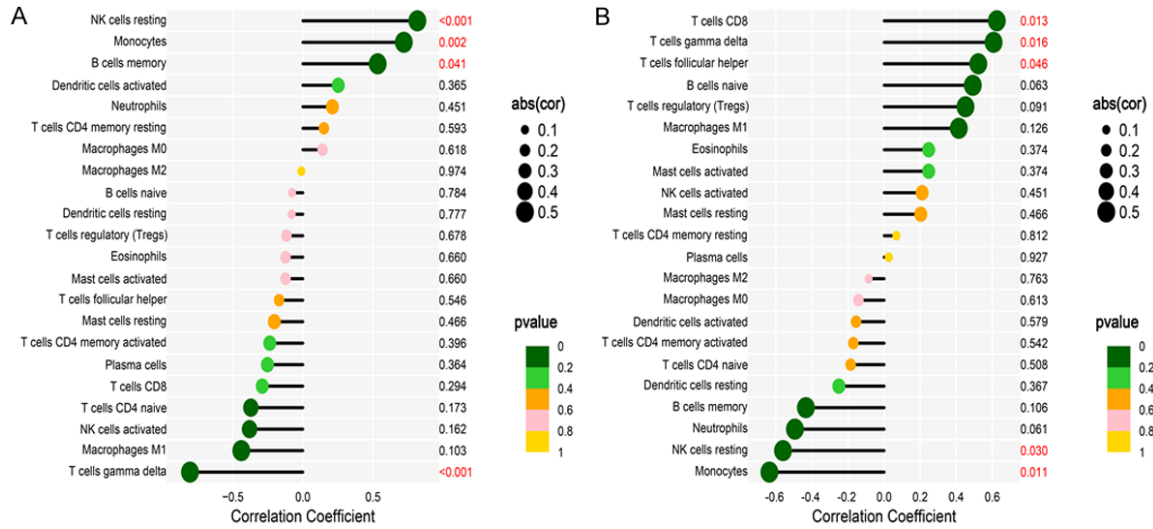 A
NK cells resting <0.001
Monocytes 0.002
B cells memory 0.041
Dendritic cells activated 0.365
Neutrophils 0.451
T cells CD4 memory resting 0.593
Macrophages M0 0.618
Macrophages M2 0.974
B cells naive 0.784
Dendritic cells resting 0.777
T cells regulatory (Tregs) 0.678
Eosinophils 0.660
Mast cells activated 0.660
T cells follicular helper 0.546
Mast cells resting 0.466
T cells CD4 memory activated 0.396
Plasma cells 0.364
T cells CD8 0.294
T cells CD4 naive 0.173
NK cells activated 0.162
Macrophages M1 0.103
T cells gamma delta <0.001
−0.5 0.0 0.5
Correlation Coefficient
abs(cor)
0.1
0.2
0.3
0.4
0.5
pvalue
0
0.2
0.4
0.6
0.8
1
B
T cells CD8 0.013
T cells gamma delta 0.016
T cells follicular helper 0.046
B cells naive 0.063
T cells regulatory (Tregs) 0.091
Macrophages M1 0.126
Eosinophils 0.374
Mast cells activated 0.374
NK cells activated 0.451
Mast cells resting 0.466
T cells CD4 memory resting 0.812
Plasma cells 0.927
Macrophages M2 0.763
Macrophages M0 0.613
Dendritic cells activated 0.579
T cells CD4 memory activated 0.542
T cells CD4 naive 0.508
Dendritic cells resting 0.367
B cells memory 0.106
Neutrophils 0.061
NK cells resting 0.030
Monocytes 0.011
−0.6 −0.4 −0.2 0.0 0.2 0.4 0.6
Correlation Coefficient
abs(cor)
0.1
0.2
0.3
0.4
0.5
pvalue
0
0.2
0.4
0.6
0.8
1